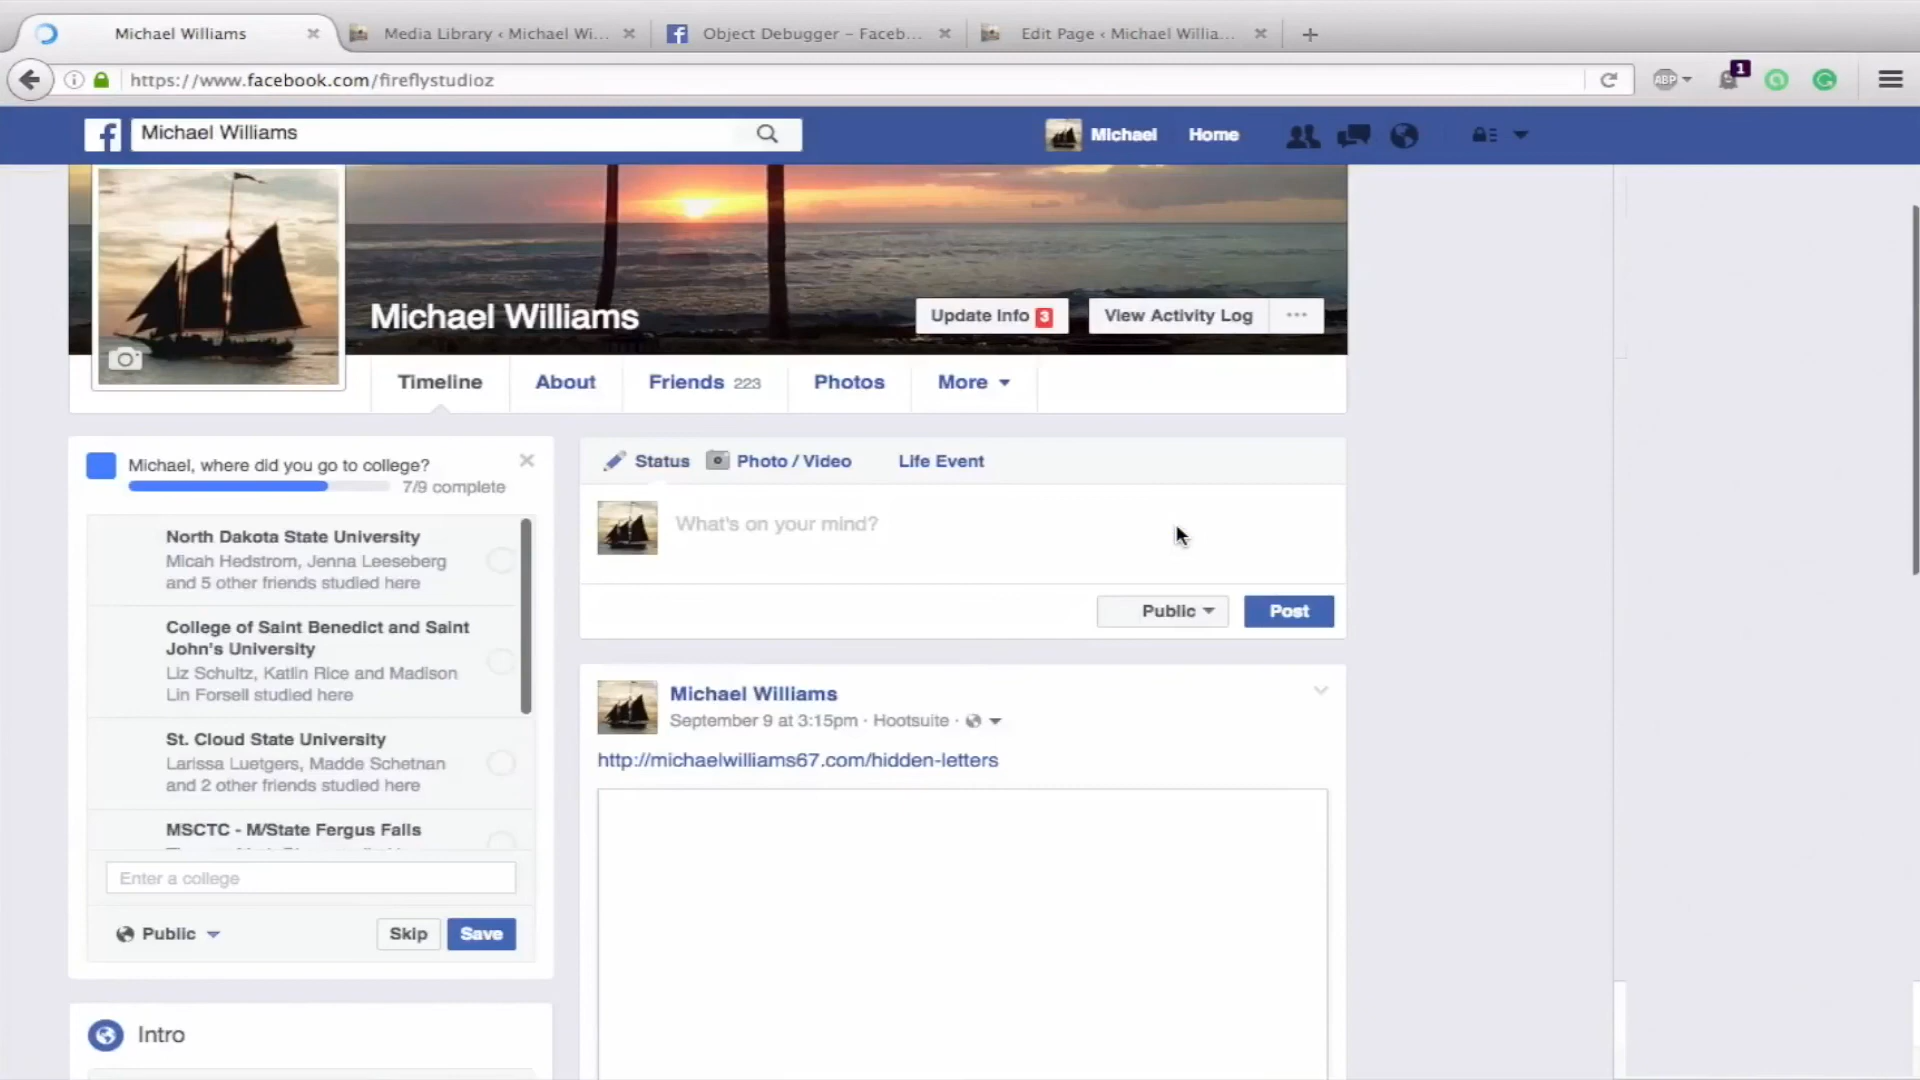 Michael Williams
Media Library ‹ Michael Wi...
Object Debugger – Faceb...
Edit Page ‹ Michael Willia...
https://www.facebook.com/fireflystudioz
ABP
1
Michael Williams
Michael
Home
Michael Williams
Update Info 3
View Activity Log
Timeline
About
Friends 223
Photos
More
Michael, where did you go to college?
7/9 complete
North Dakota State University
Micah Hedstrom, Jenna Leeseberg
and 5 other friends studied here
College of Saint Benedict and Saint
John's University
Liz Schultz, Katlin Rice and Madison
Lin Forsell studied here
St. Cloud State University
Larissa Luetgers, Madde Schetnan
and 2 other friends studied here
MSCTC - M/State Fergus Falls
Enter a college
Public
Skip
Save
Intro
Status
Photo / Video
Life Event
What's on your mind?
Public
Post
Michael Williams
September 9 at 3:15pm · Hootsuite ·
http://michaelwilliams67.com/hidden-letters